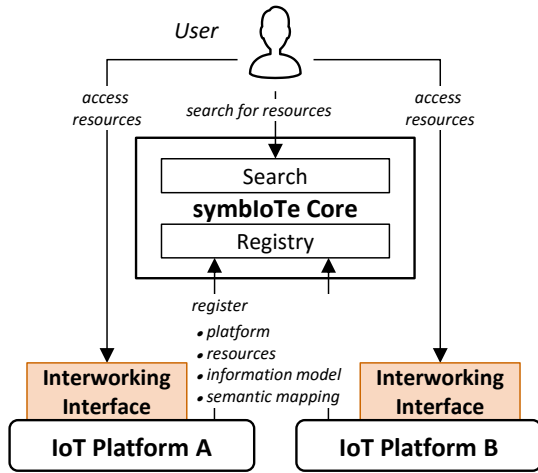 User
access
resources
search for resources
access
resources
Search
symbIoTe Core
Registry
register
• platform
• resources
• information model
• semantic mapping
Interworking
Interface
IoT Platform A
Interworking
Interface
IoT Platform B